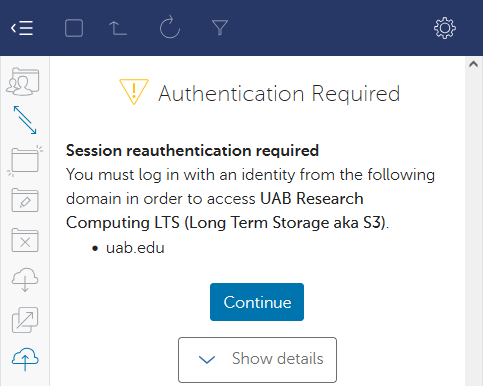 Authentication Required
Session reauthentication required
You must log in with an identity from the following
domain in order to access UAB Research
Computing LTS (Long Term Storage aka S3).
• uab.edu
Continue
Show details